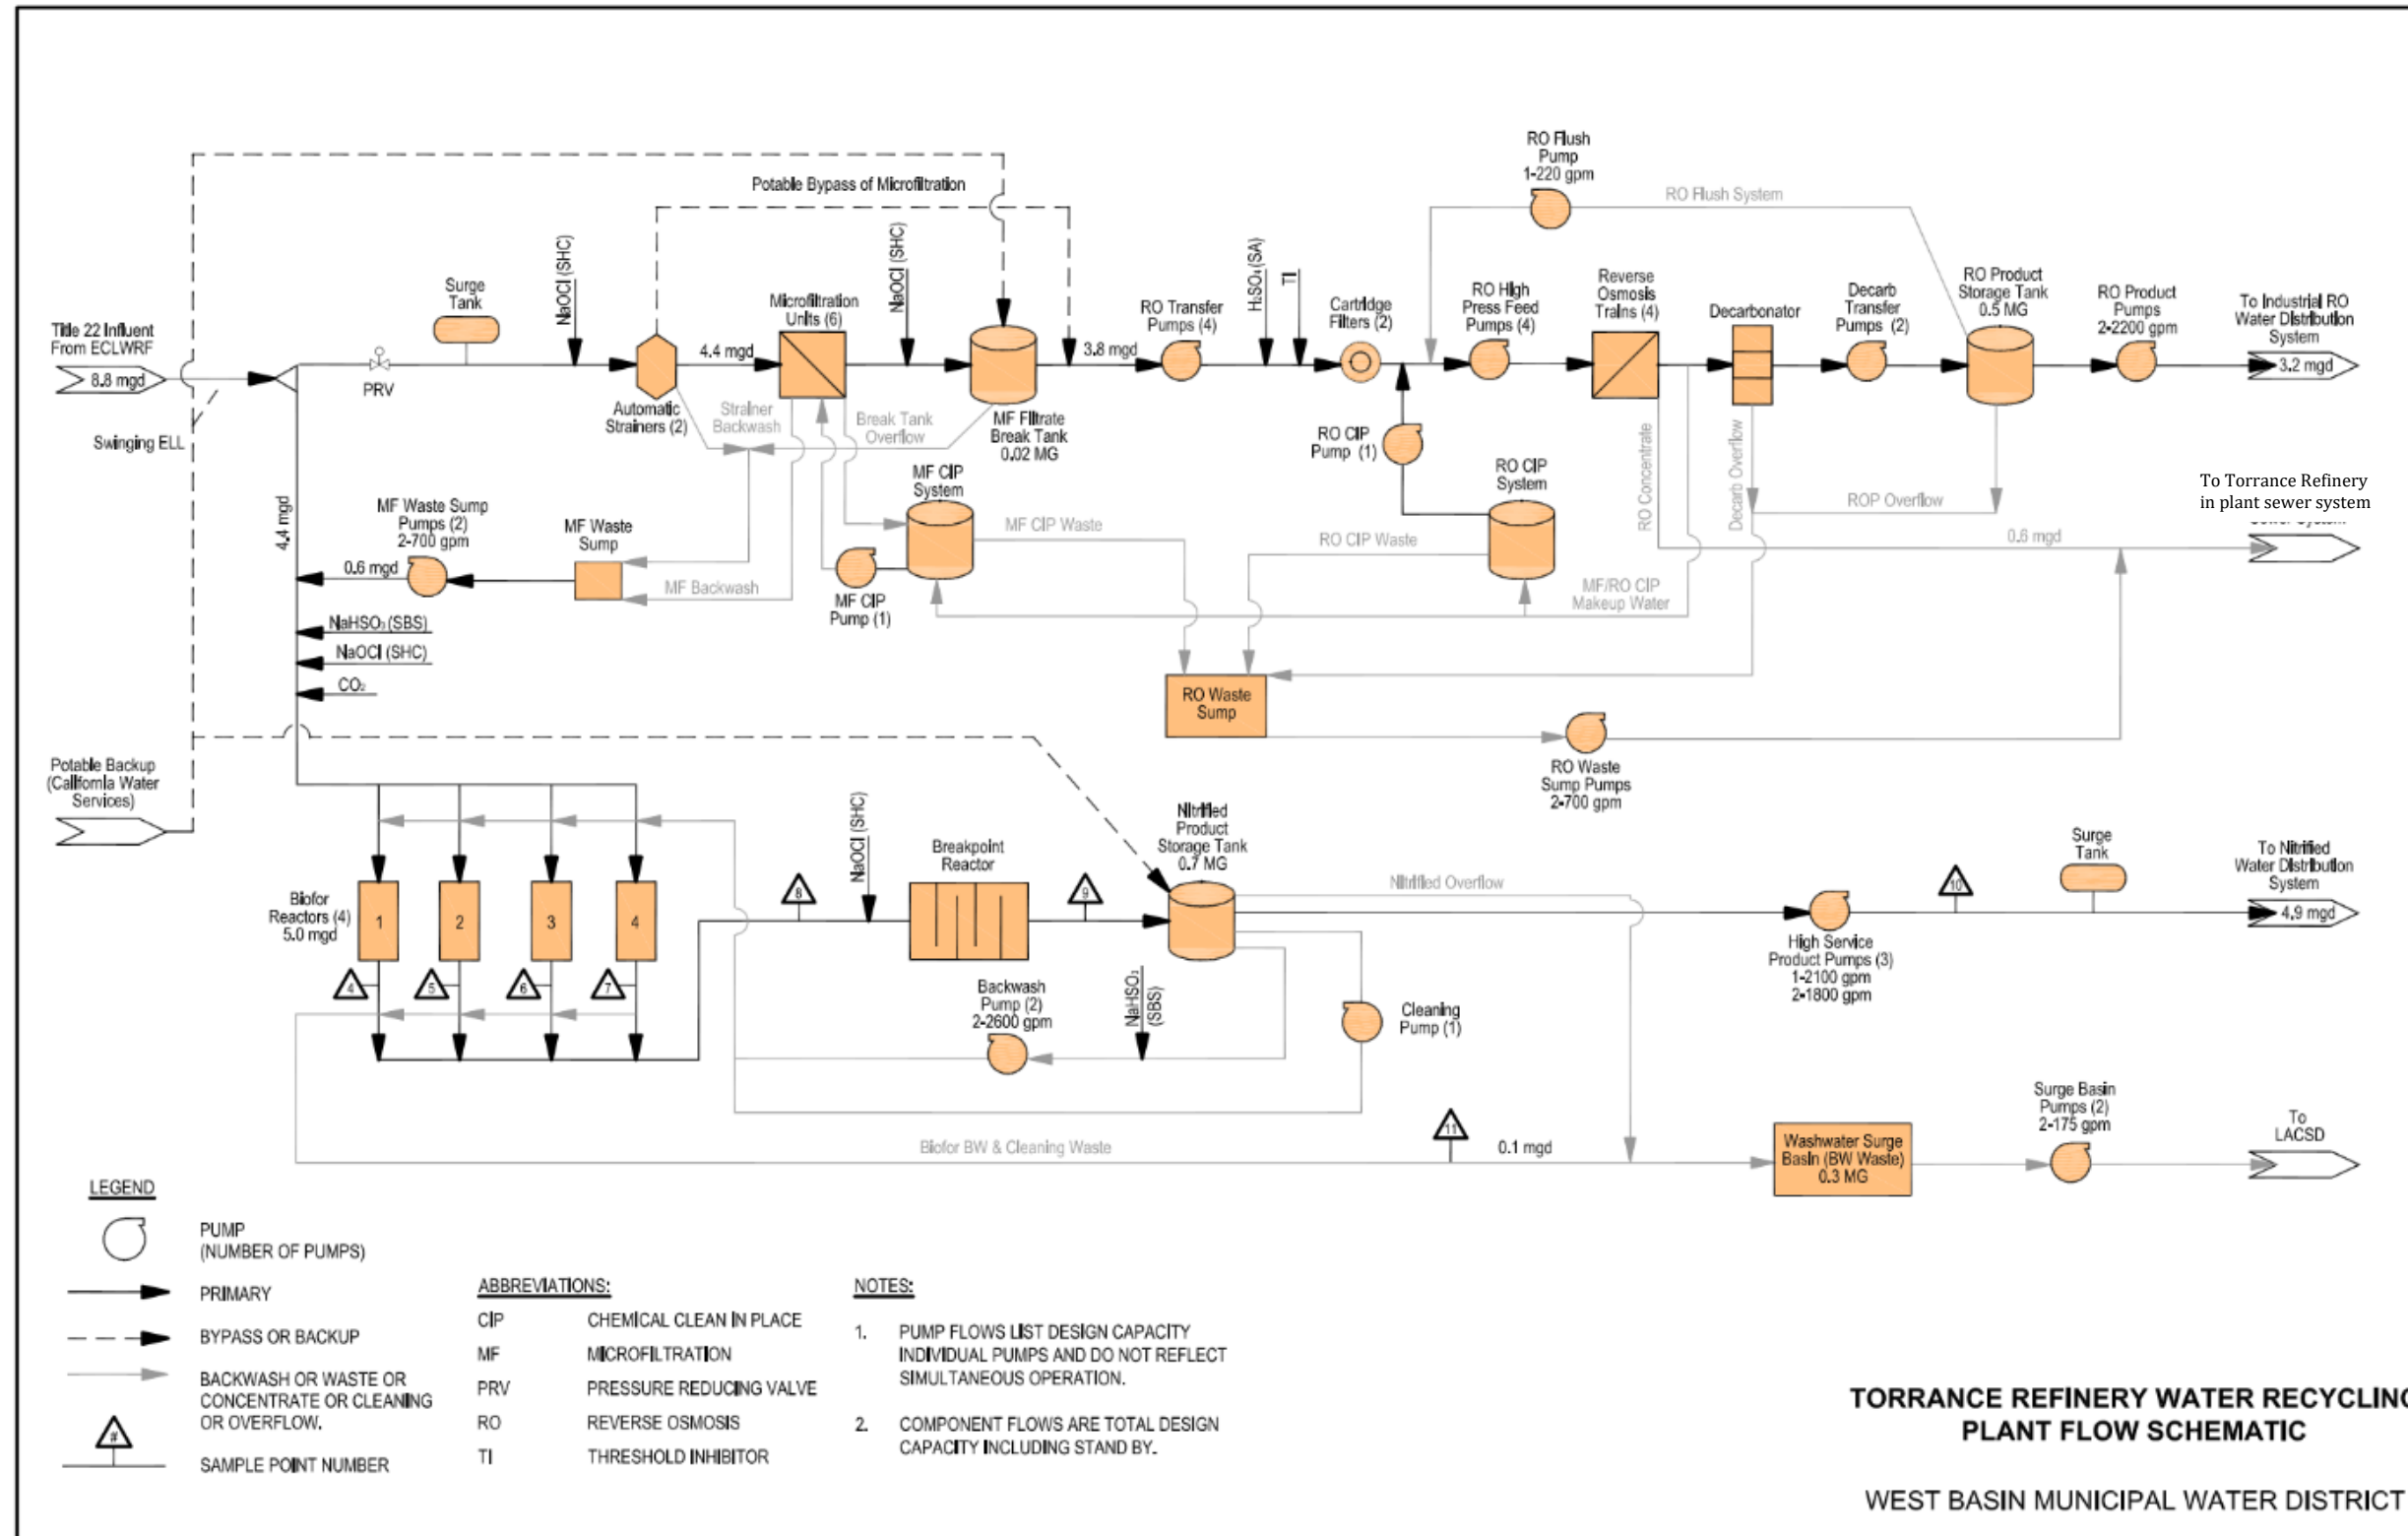 RO Flush
Pump
1-220 gpm
RO Flush System
Potable Bypass of Microfiltration
NaOCl (SHC)
NaOCl (SHC)
H₂SO₄ (SA)
TI
Surge
Tank
Microfiltration
Units (6)
RO Transfer
Pumps (4)
Cartridge
Filters (2)
RO High
Press Feed
Pumps (4)
Reverse
Osmosis
Trains (4)
Decarbonator
Decarb
Transfer
Pumps (2)
RO Product
Storage Tank
0.5 MG
RO Product
Pumps
2-2200 gpm
To Industrial RO
Water Distribution
System
3.2 mgd
Title 22 Influent
From ECLWRF
8.8 mgd
PRV
4.4 mgd
3.8 mgd
Swinging ELL
Automatic
Strainers (2)
Strainer
Backwash
Break Tank
Overflow
MF Filtrate
Break Tank
0.02 MG
RO CIP
Pump (1)
RO CIP
System
RO Concentrate
Decarb Overflow
ROP Overflow
To Torrance Refinery
in plant sewer system
0.6 mgd
4.4 mgd
MF Waste Sump
Pumps (2)
2-700 gpm
MF Waste
Sump
MF CIP
System
MF CIP Waste
RO CIP Waste
0.6 mgd
MF Backwash
MF CIP
Pump (1)
MF/RO CIP
Makeup Water
NaHSO₃ (SBS)
NaOCl (SHC)
CO₂
RO Waste
Sump
RO Waste
Sump Pumps
2-700 gpm
Potable Backup
(California Water
Services)
NaOCl (SHC)
Breakpoint
Reactor
Nitrified
Product
Storage Tank
0.7 MG
Nitrified Overflow
Surge
Tank
To Nitrified
Water Distribution
System
4.9 mgd
Biofor
Reactors (4)
5.0 mgd
1
2
3
4
8
9
10
4
5
6
7
High Service
Product Pumps (3)
1-2100 gpm
2-1800 gpm
Backwash
Pump (2)
2-2600 gpm
NaHSO₃
(SBS)
Cleaning
Pump (1)
Biofor BW & Cleaning Waste
11
0.1 mgd
Washwater Surge
Basin (BW Waste)
0.3 MG
Surge Basin
Pumps (2)
2-175 gpm
To
LACSD
LEGEND
PUMP
(NUMBER OF PUMPS)
PRIMARY
BYPASS OR BACKUP
BACKWASH OR WASTE OR
CONCENTRATE OR CLEANING
OR OVERFLOW.
#
SAMPLE POINT NUMBER
ABBREVIATIONS:
CIP CHEMICAL CLEAN IN PLACE
MF MICROFILTRATION
PRV PRESSURE REDUCING VALVE
RO REVERSE OSMOSIS
TI THRESHOLD INHIBITOR
NOTES:
1. PUMP FLOWS LIST DESIGN CAPACITY
INDIVIDUAL PUMPS AND DO NOT REFLECT
SIMULTANEOUS OPERATION.
2. COMPONENT FLOWS ARE TOTAL DESIGN
CAPACITY INCLUDING STAND BY.
TORRANCE REFINERY WATER RECYCLING
PLANT FLOW SCHEMATIC
WEST BASIN MUNICIPAL WATER DISTRICT